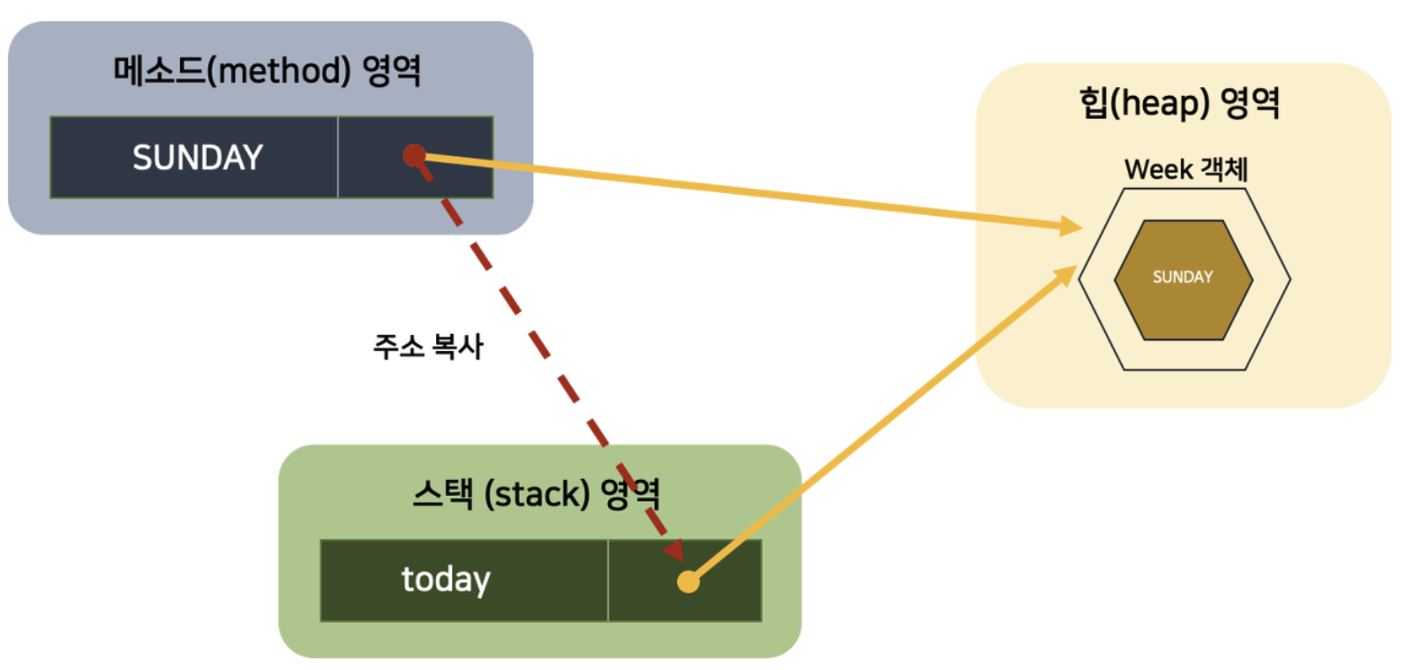 메소드(method) 영역
SUNDAY
힙(heap) 영역
Week 객체
SUNDAY
주소 복사
스택 (stack) 영역
today